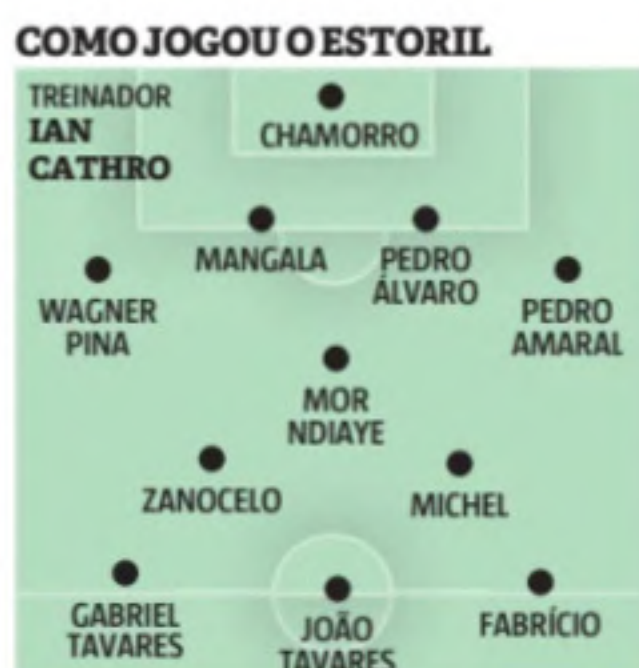 COMO JOGOU O ESTORIL
TREINADOR
IAN
CATHRO
CHAMORRO
MANGALA
PEDRO
ÁLVARO
WAGNER
PINA
PEDRO
AMARAL
MOR
NDIAYE
ZANOCELO
MICHEL
GABRIEL
TAVARES
JOÃO
TAVARES
FABRÍCIO